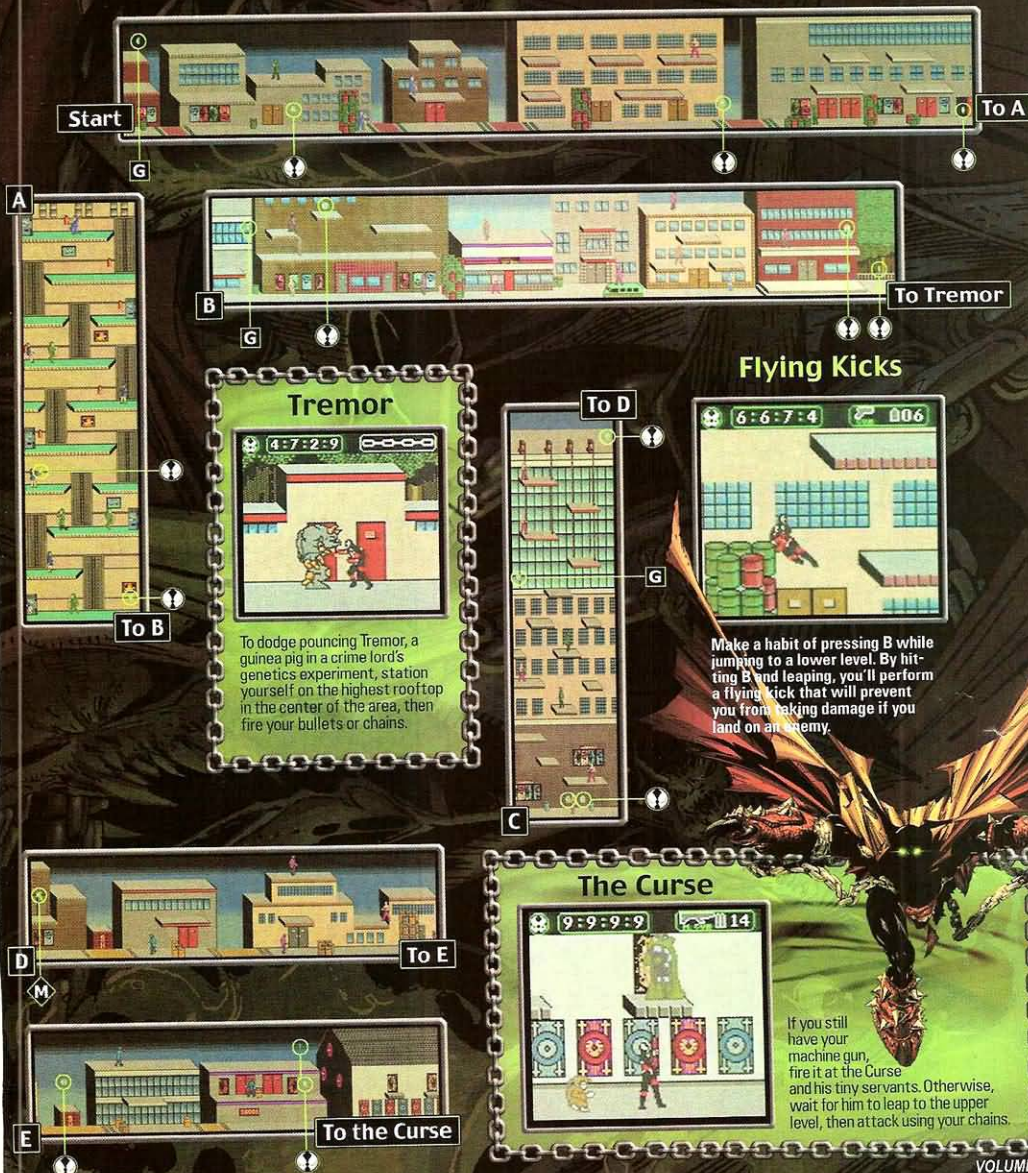 Start
To A
G
A
B
G
To Tremor
Tremor
4:7:2:9
To dodge pouncing Tremor, a
guinea pig in a crime lord's
genetics experiment, station
yourself on the highest rooftop
in the center of the area, then
fire your bullets or chains.
To B
To D
G
C
Flying Kicks
6:6:7:4
06
Make a habit of pressing B while
jumping to a lower level. By hit-
ting B and leaping, you'll perform
a flying kick that will prevent
you from taking damage if you
land on an enemy.
D
M
To E
E
To the Curse
The Curse
9:9:9:9
14
If you still
have your
machine gun,
fire it at the Curse
and his tiny servants. Otherwise,
wait for him to leap to the upper
level, then attack using your chains.
VOLUM